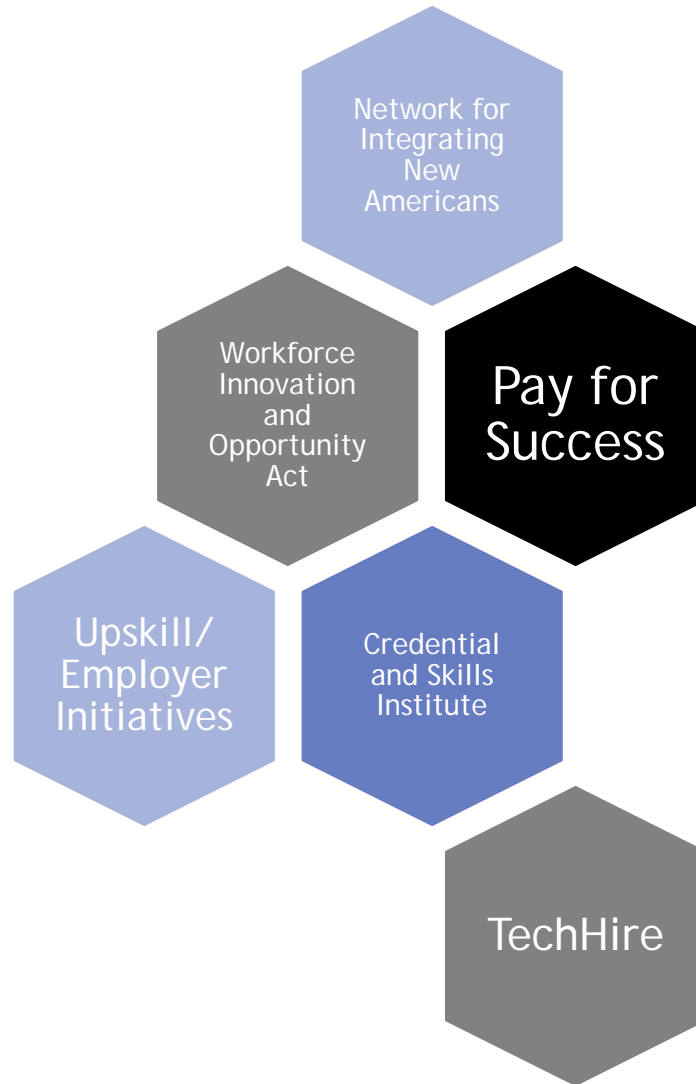 Network for
Integrating
New
Americans
Workforce
Innovation
and
Opportunity
Act
Pay for
Success
Upskill/
Employer
Initiatives
Credential
and Skills
Institute
TechHire